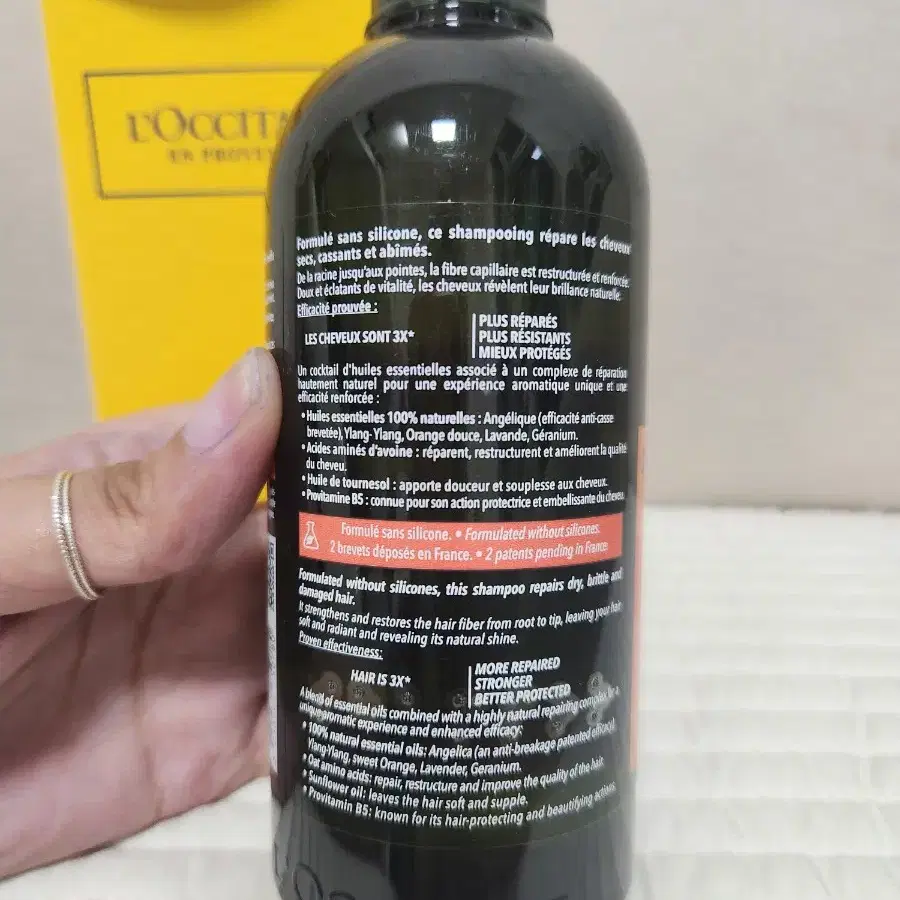 L'OCCITA
EN PROVE
Formulé sans silicone, ce shampooing répare les cheveux
secs, cassants et abîmés.
De la racine jusqu'aux pointes, la fibre capillaire est restructurée et renforcée.
Doux et éclatants de vitalité, les cheveux révèlent leur brillance naturelle.
Efficacité prouvée :
LES CHEVEUX SONT 3X*
PLUS RÉPARÉS
PLUS RÉSISTANTS
MIEUX PROTÉGÉS
Un cocktail d'huiles essentielles associé à un complexe de réparation
hautement naturel pour une expérience aromatique unique et une
efficacité renforcée :
• Huiles essentielles 100% naturelles : Angélique (efficacité anti-casse
brevetée), Ylang-Ylang, Orange douce, Lavande, Géranium.
• Acides aminés d'avoine : réparent, restructurent et améliorent la qualité
du cheveu.
• Huile de tournesol : apporte douceur et souplesse aux cheveux.
• Provitamine B5 : connue pour son action protectrice et embellissante du cheveu.
Formulé sans silicone. • Formulated without silicones.
2 brevets déposés en France. • 2 patents pending in France.
Formulated without silicones, this shampoo repairs dry, brittle and
damaged hair.
It strengthens and restores the hair fiber from root to tip, leaving your hair
soft and radiant and revealing its natural shine.
Proven effectiveness:
HAIR IS 3X*
MORE REPAIRED
STRONGER
BETTER PROTECTED
A blend of essential oils combined with a highly natural repairing complex for a
unique aromatic experience and enhanced efficacy:
• 100% natural essential oils: Angelica (an anti-breakage patented efficacy),
Ylang-Ylang, sweet Orange, Lavender, Geranium.
• Oat amino acids: repair, restructure and improve the quality of the hair.
• Sunflower oil: leaves the hair soft and supple.
• Provitamin B5: known for its hair-protecting and beautifying actions.